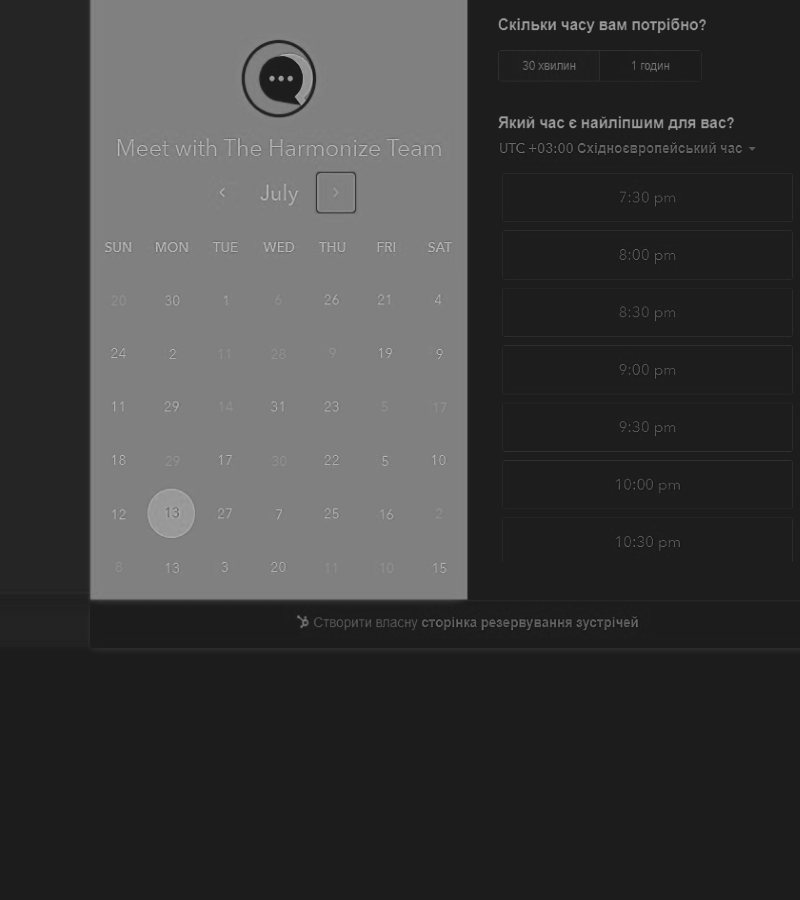 Meet with The Harmonize Team
July
SUN MON TUE WED THU FRI SAT
20 30 1 6 26 21 4
24 2 11 28 9 19 9
11 29 14 31 23 5 17
18 29 17 30 22 5 10
12 13 27 7 25 16 2
8 13 3 20 11 10 15
Скільки часу вам потрібно?
30 хвилин 1 годин
Який час є найліпшим для вас?
UTC +03:00 Східноєвропейський час
7:30 pm
8:00 pm
8:30 pm
9:00 pm
9:30 pm
10:00 pm
10:30 pm
Створити власну сторінка резервування зустрічей